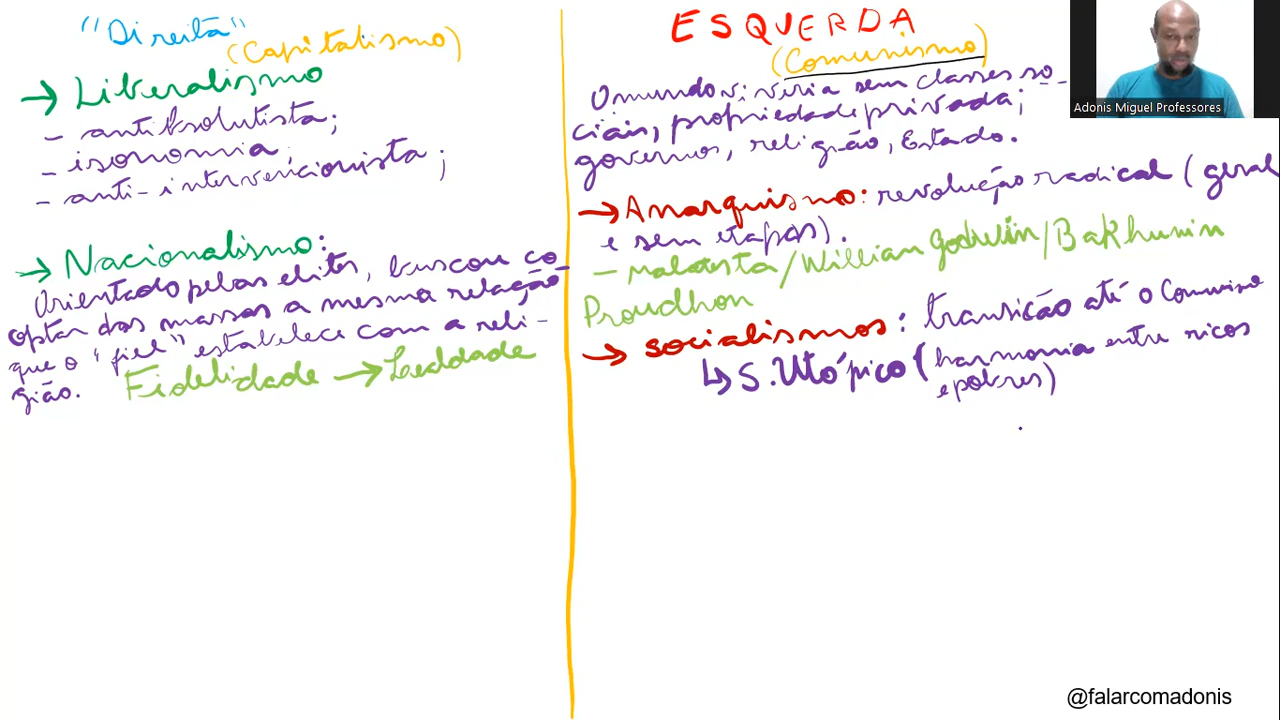 "Direita"
(Capitalismo)
→ Liberalismo
- antibsolutista;
- isonomia;
- anti-intervencionista;
→ Nacionalismo:
Orientado pelas elites, buscou co-
optar das massas a mesma relação
que o "fiel" estabelece com a reli-
gião.
Fidelidade → Lealdade
ESQUERDA
(Comunismo)
O mundo viveria sem classes so-
ciais, propriedade privada;
governos, religião, Estado.
→ Anarquismo: revolução radical (geral
e sem etapas).
- malatesta / Willian godwin / Bakhunin
Proudhon
→ socialismos: transicão até o Comunismo
↳ S. Utópico (harmonia entre ricos
e pobres)
Adonis Miguel Professores
@falarcomadonis